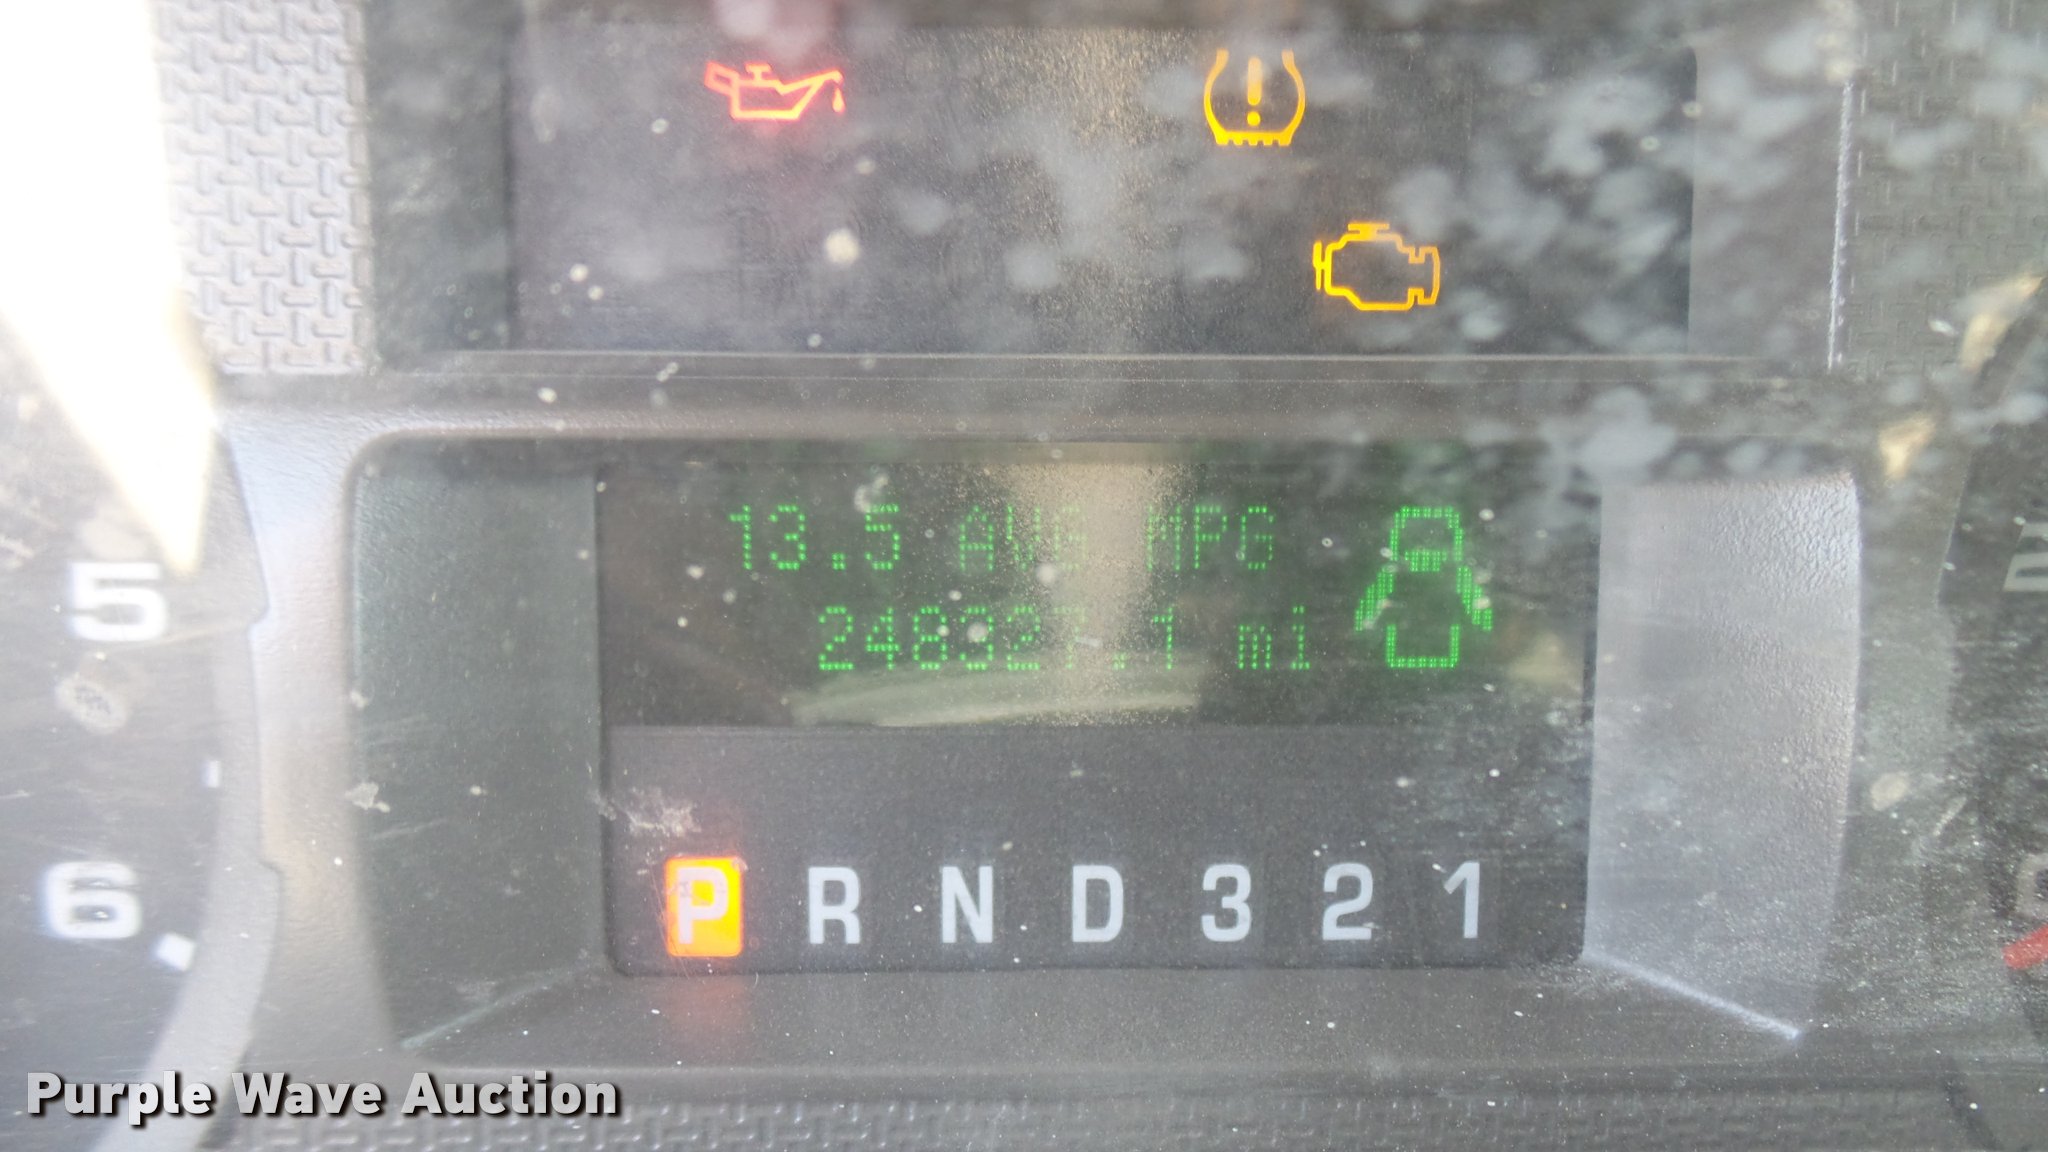 13.5 AVG MPG
248327.1 mi
5
6
P R N D 3 2 1
Purple Wave Auction